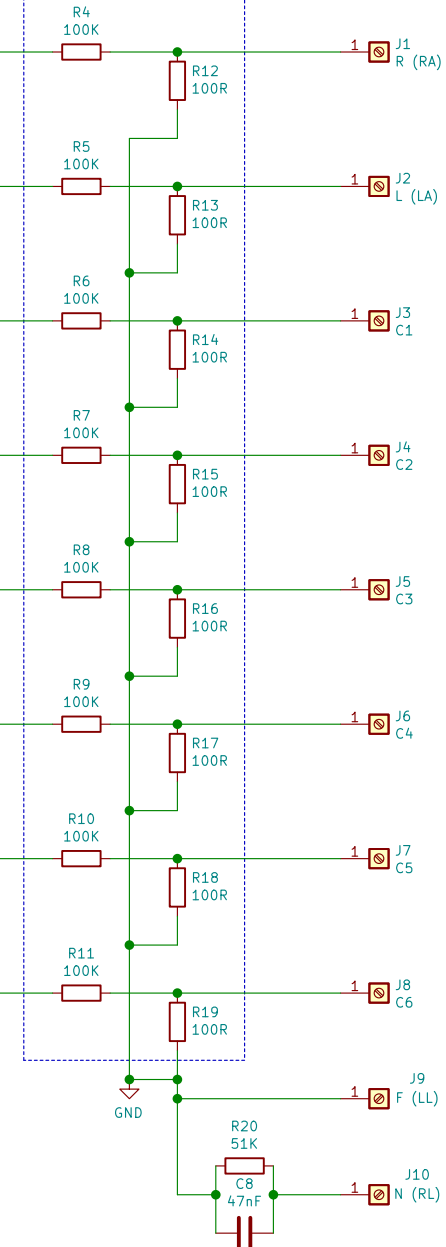 R4
100K
R12
100R
1
J1
R (RA)
R5
100K
R13
100R
1
J2
L (LA)
R6
100K
R14
100R
1
J3
C1
R7
100K
R15
100R
1
J4
C2
R8
100K
R16
100R
1
J5
C3
R9
100K
R17
100R
1
J6
C4
R10
100K
R18
100R
1
J7
C5
R11
100K
R19
100R
1
J8
C6
GND
1
J9
F (LL)
R20
51K
C8
47nF
1
J10
N (RL)